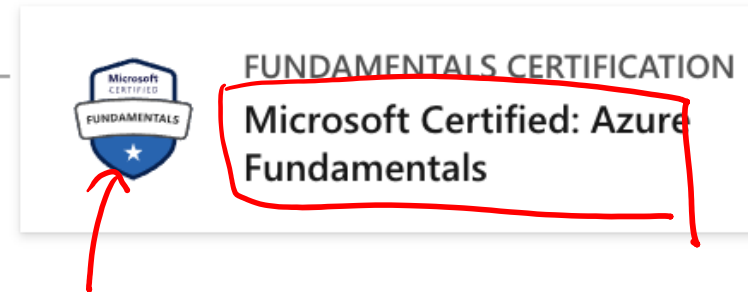 Microsoft
CERTIFIED
FUNDAMENTALS
FUNDAMENTALS CERTIFICATION
Microsoft Certified: Azure
Fundamentals